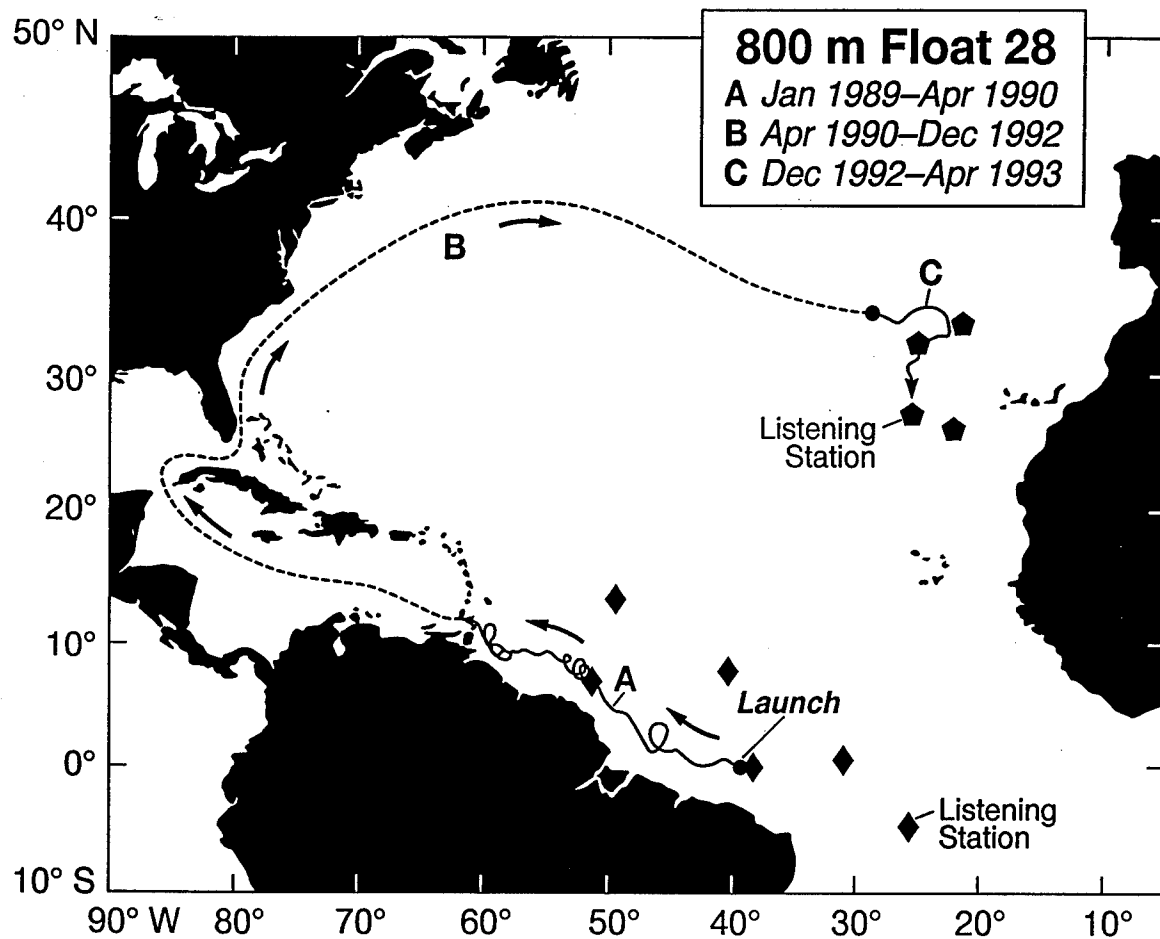 50° N
800 m Float 28
A Jan 1989–Apr 1990
B Apr 1990–Dec 1992
C Dec 1992–Apr 1993
40°
B
C
30°
Listening
Station
20°
10°
A
Launch
0°
Listening
Station
10° S
90° W 80° 70° 60° 50° 40° 30° 20° 10°